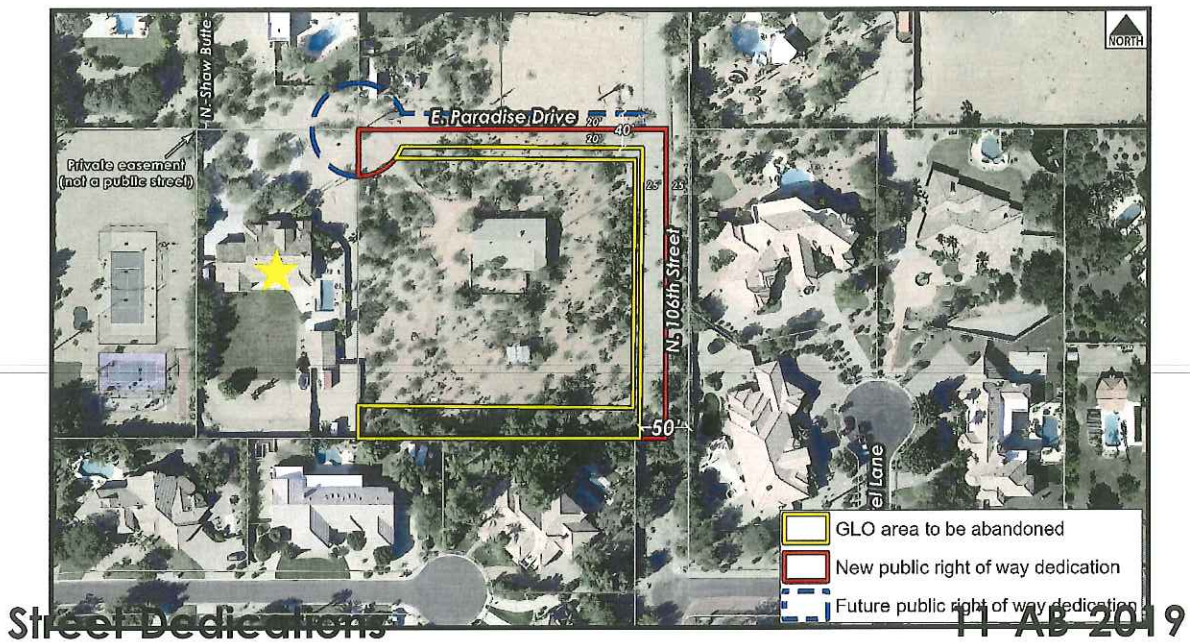 NORTH
N. Shaw Butte
E. Paradise Drive
20'
40'
20'
Private easement
(not a public street)
25'
25'
N. 106th Street
50'
el Lane
GLO area to be abandoned
New public right of way dedication
Future public right of way dedication
Street Dedications
11-AB-2019